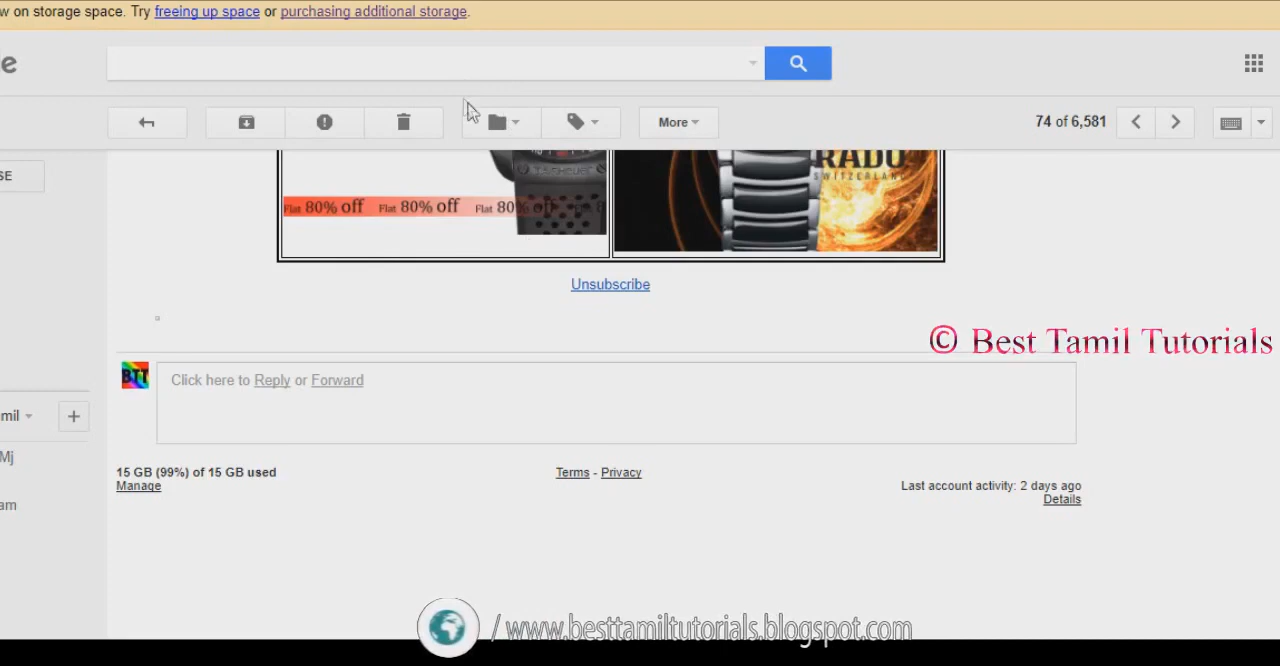 w on storage space. Try freeing up space or purchasing additional storage.
e
More
74 of 6,581
SE
RADO
SWITZERLAND
Flat 80% off Flat 80% off Flat 80% off
Unsubscribe
© Best Tamil Tutorials
BTT
Click here to Reply or Forward
mil
Mj
15 GB (99%) of 15 GB used
Manage
Terms - Privacy
Last account activity: 2 days ago
Details
am
/ www.besttamiltutorials.blogspot.com